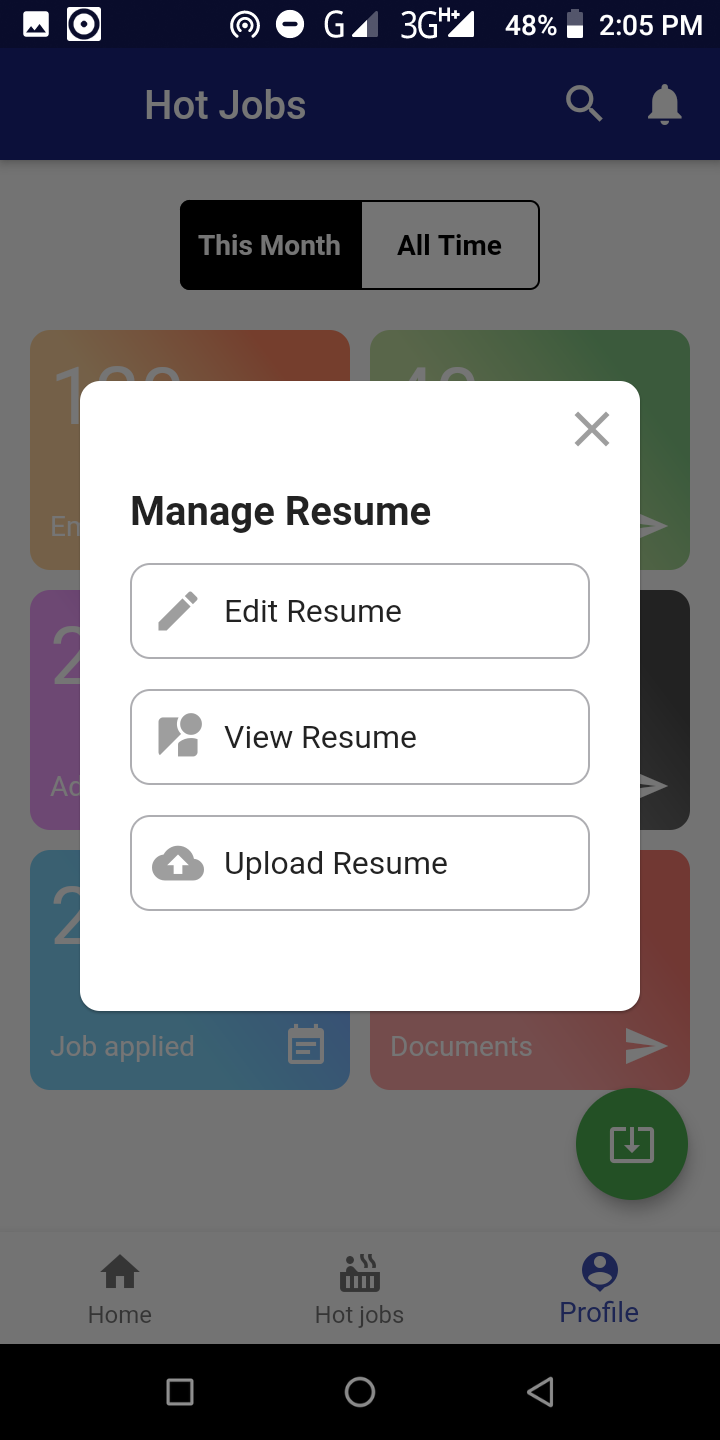 G 3G H+ 48% 2:05 PM
Hot Jobs
This Month All Time
Manage Resume
Edit Resume
View Resume
Upload Resume
Job applied Documents
Home Hot jobs Profile